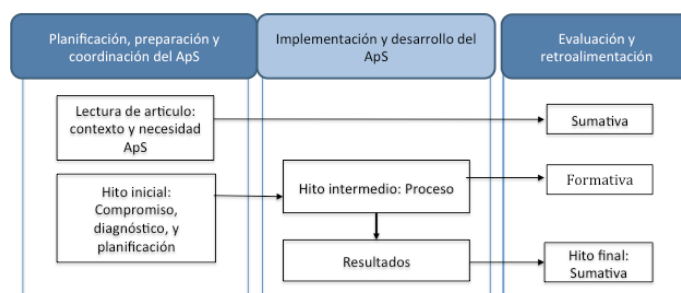 Planificación, preparación y
coordinación del ApS
Implementación y desarrollo del
ApS
Evaluación y
retroalimentación
Lectura de articulo:
contexto y necesidad
ApS
Sumativa
Hito inicial:
Compromiso,
diagnóstico, y
planificación
Hito intermedio: Proceso
Formativa
Resultados
Hito final:
Sumativa